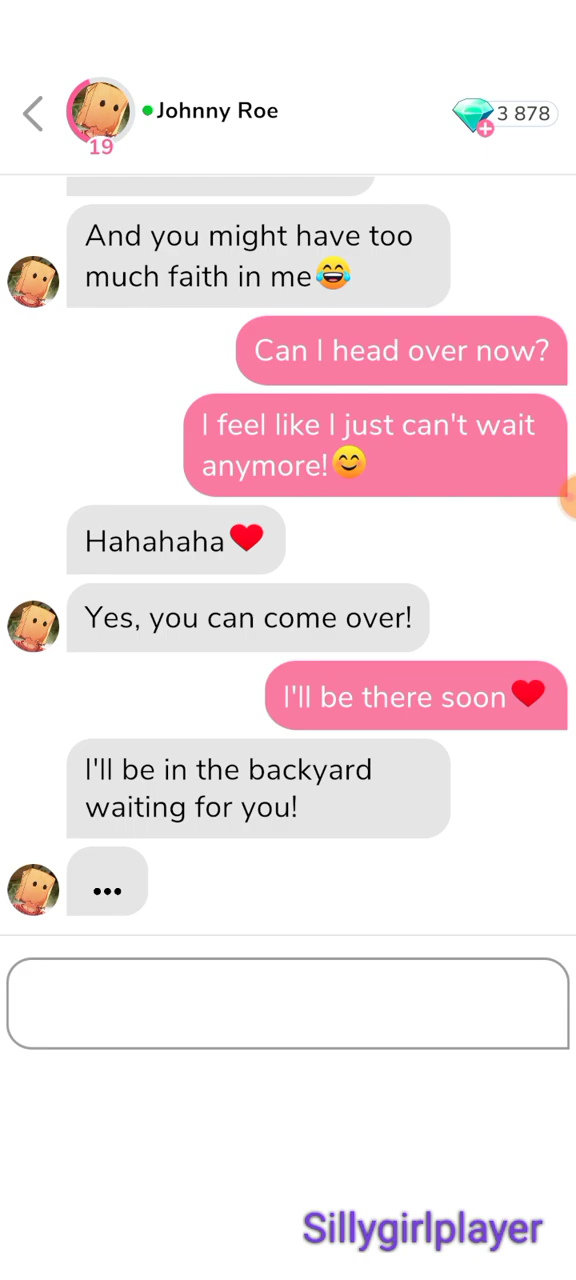 Johnny Roe
3 878
19
And you might have too
much faith in me😂
Can I head over now?
I feel like I just can't wait
anymore!😊
Hahahaha❤️
Yes, you can come over!
I'll be there soon❤️
I'll be in the backyard
waiting for you!
...
Sillygirlplayer